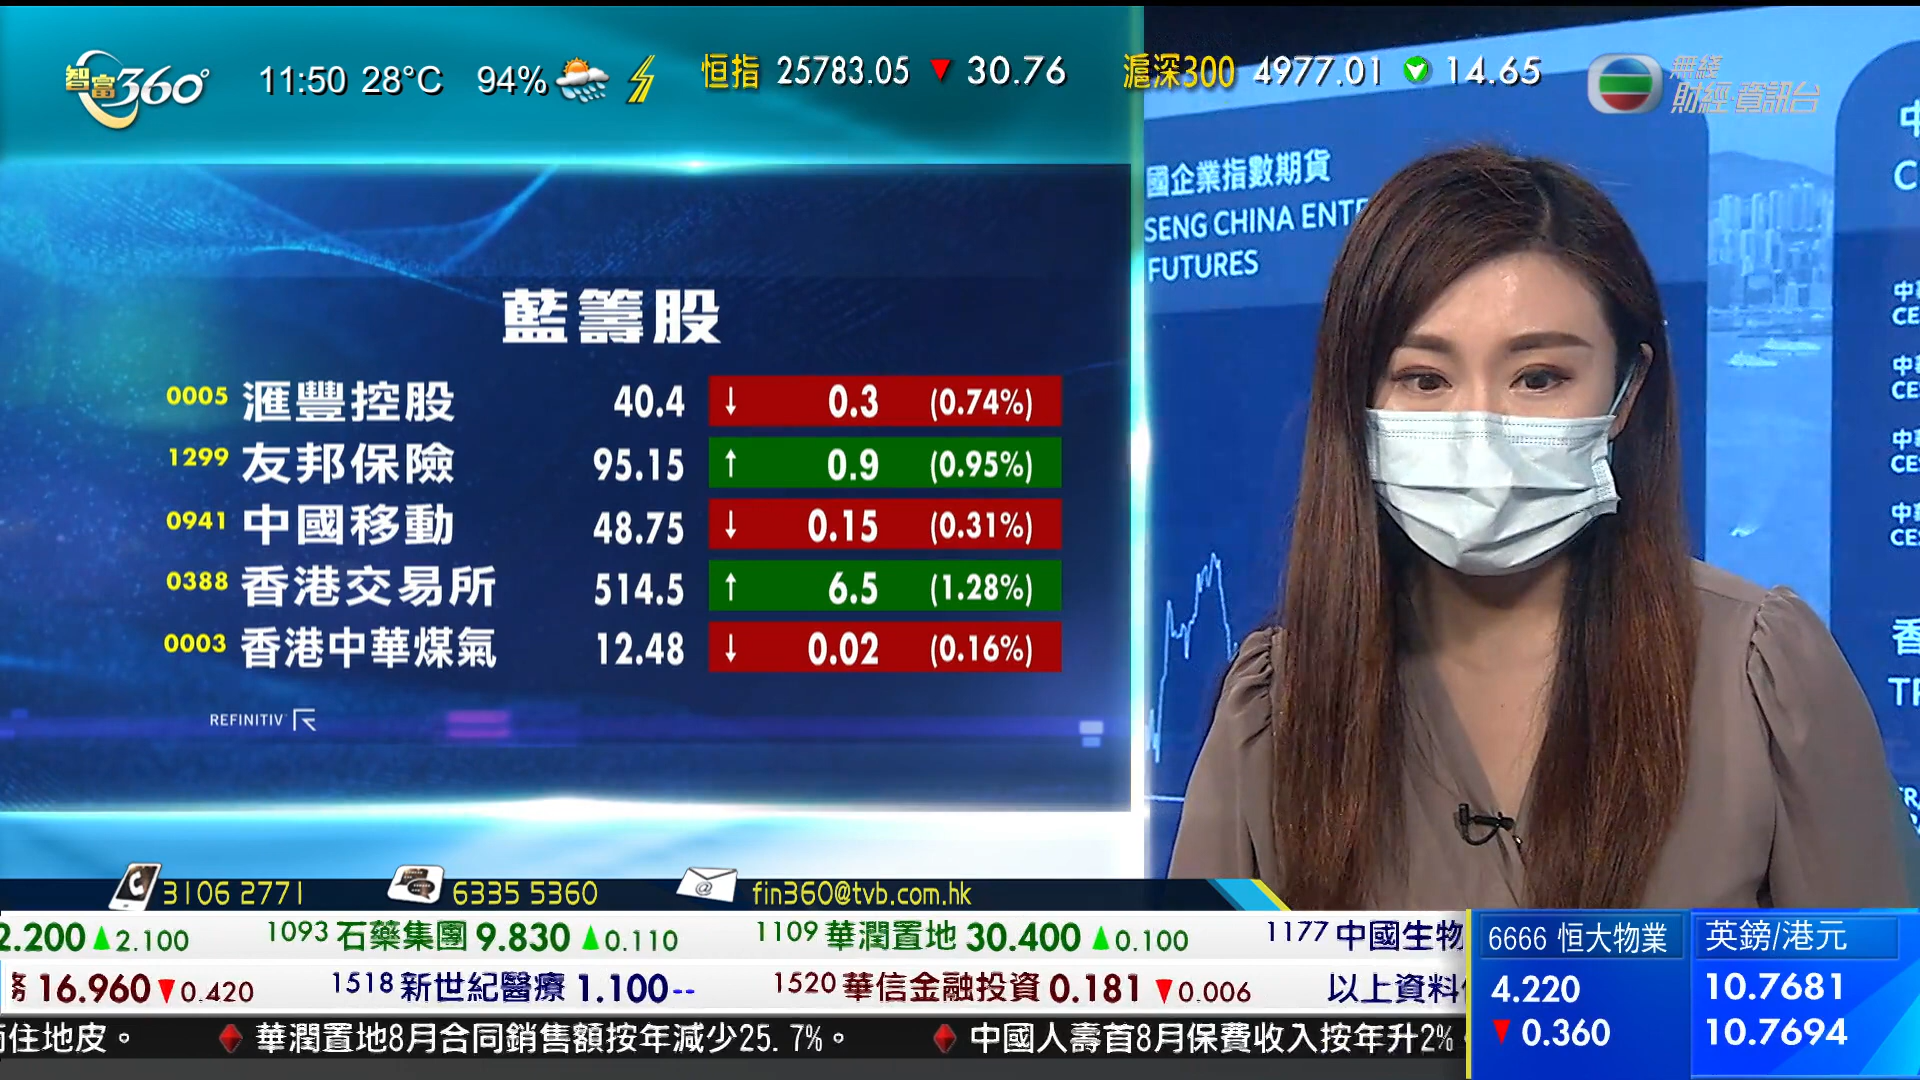 智富360°
11:50 28°C 94%
恒指 25783.05 ▼ 30.76
滬深300 4977.01 14.65
無綫
財經·資訊台
國企業指數期貨
SENG CHINA ENTE
FUTURES
藍籌股
0005 滙豐控股 40.4 ↓ 0.3 (0.74%)
1299 友邦保險 95.15 ↑ 0.9 (0.95%)
0941 中國移動 48.75 ↓ 0.15 (0.31%)
0388 香港交易所 514.5 ↑ 6.5 (1.28%)
0003 香港中華煤氣 12.48 ↓ 0.02 (0.16%)
REFINITIV
3106 2771
6335 5360
fin360@tvb.com.hk
2.200 ▲2.100 1093 石藥集團 9.830 ▲0.110 1109 華潤置地 30.400 ▲0.100 1177 中國生物
16.960 ▼0.420 1518 新世紀醫療 1.100 -- 1520 華信金融投資 0.181 ▼0.006 以上資料
住地皮。 華潤置地8月合同銷售額按年減少25.7%。 中國人壽首8月保費收入按年升2%
6666 恒大物業
4.220
▼ 0.360
英鎊/港元
10.7681
10.7694